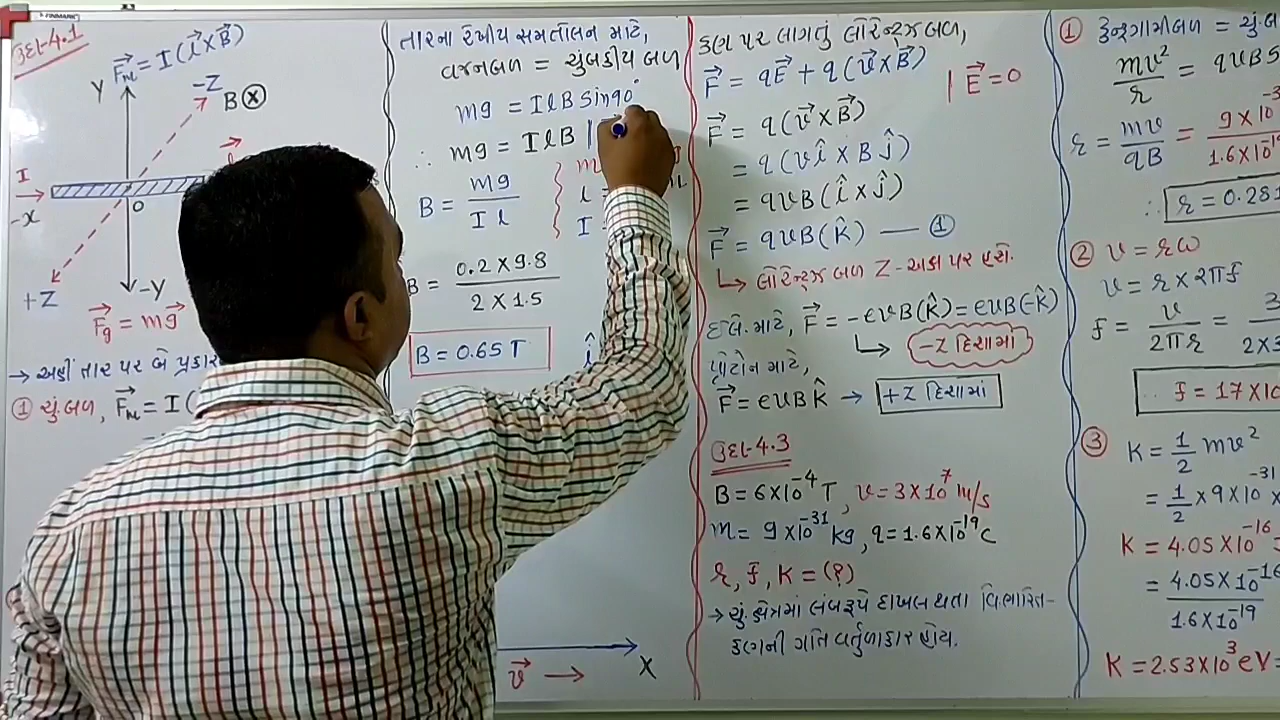 FINMARK
ઉદા-4.1
F⃗m = I(l⃗×B⃗)
Y
-Z
B ⊗
I
-X
O
+Z
-Y
F⃗g = mg⃗
→ અહીં તાર પર બે પ્રકાર
① ચું.બળ, F⃗m = I(
તારના રેખીય સમતોલન માટે,
વજનબળ = ચુંબકીય બળ
mg = IlB Sin90°
∴ mg = IlB
B = mg / I l
l =
I =
B = 0.2 × 9.8 / 2 × 1.5
B = 0.65 T
v⃗ →
X
કણ પર લાગતું લોરેન્ટ્ઝ બળ,
F⃗ = qE⃗ + q(v⃗×B⃗) | E⃗ = 0
F⃗ = q(v⃗×B⃗)
= q(v î × B ĵ)
= qvB(î × ĵ)
F⃗ = qvB(k̂) — ①
↳ લોરેન્ટ્ઝ બળ Z-અક્ષ પર હશે.
ઈલે. માટે, F⃗ = -evB(k̂) = evB(-k̂)
↳ -Z દિશામાં
પ્રોટોન માટે,
F⃗ = evB k̂ → +Z દિશામાં
ઉદા-4.3
B = 6×10⁻⁴ T, v = 3×10⁷ m/s
m = 9×10⁻³¹ kg, q = 1.6×10⁻¹⁹ C
r, f, K = (?)
→ ચું.ક્ષેત્રમાં લંબરૂપે દાખલ થતા વિભારિત-
કણની ગતિ વર્તુળાકાર હોય.
① કેન્દ્રગામીબળ = ચું.બ
mv² / r = qvB S
r = mv / qB = 9×10⁻³ / 1.6×10⁻¹
∴ r = 0.28
② v = rω
v = r × 2πf
f = v / 2πr = 3 / 2×3
f = 17×10
③ K = 1/2 mv²
= 1/2 × 9×10⁻³¹ ×
K = 4.05×10⁻¹⁶ J
= 4.05×10⁻¹⁶ / 1.6×10⁻¹⁹
K = 2.53×10³ eV =